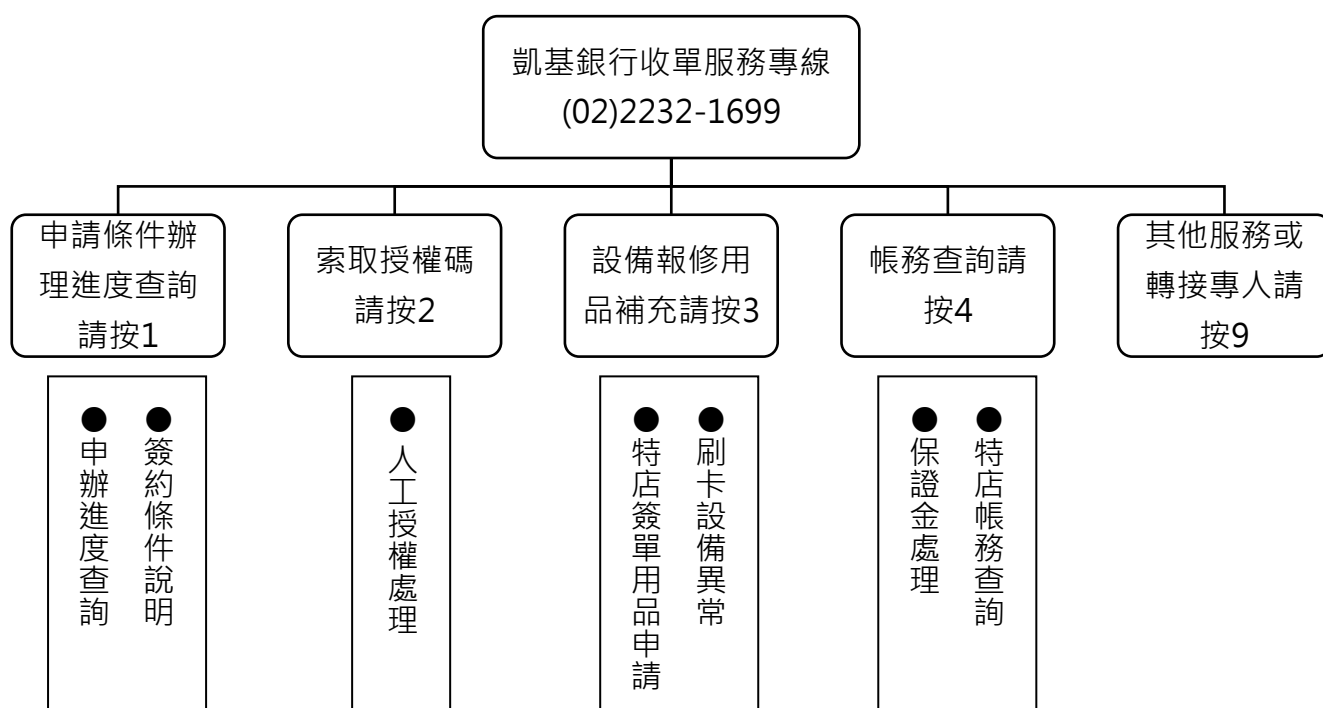 凱基銀行收單服務專線
(02)2232-1699
申請條件辦
理進度查詢
請按1
索取授權碼
請按2
設備報修用
品補充請按3
帳務查詢請
按4
其他服務或
轉接專人請
按9
●簽約條件說明
●申辦進度查詢
●人工授權處理
●刷卡設備異常
●特店簽單用品申請
●特店帳務查詢
●保證金處理